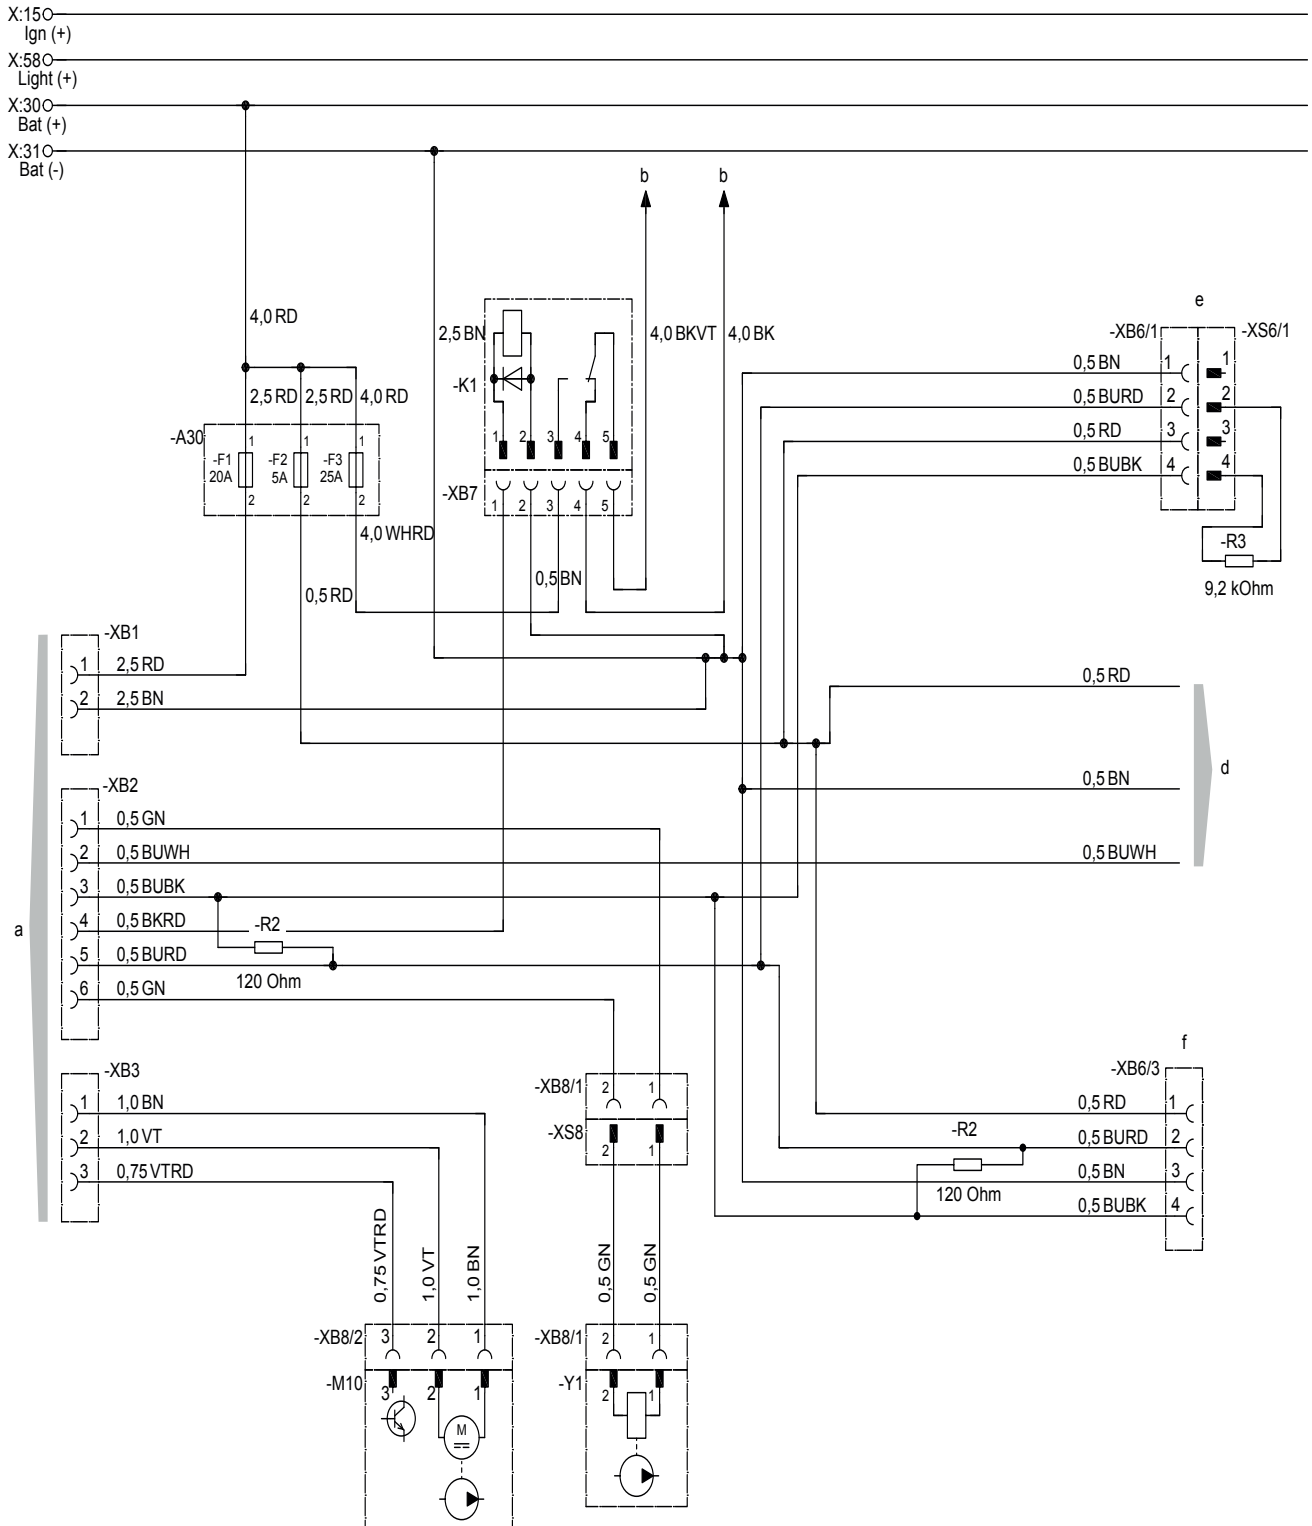 X:15
Ign (+)
X:58
Light (+)
X:30
Bat (+)
X:31
Bat (-)
b b
e
4,0 RD
2,5 BN
4,0 BKVT 4,0 BK
-XB6/1 -XS6/1
-K1
0,5 BN 1 1
2,5 RD 2,5 RD 4,0 RD
0,5 BURD 2 2
-A30
0,5 RD 3 3
1 1 1
1 2 3 4 5
-F1 -F2 -F3
20A 5A 25A
0,5 BUBK 4 4
2 2 2
-XB7
1 2 3 4 5
4,0 WHRD
-R3
0,5 BN
9,2 kOhm
0,5 RD
-XB1
1 2,5 RD
0,5 RD
2 2,5 BN
d
0,5 BN
-XB2
1 0,5 GN
2 0,5 BUWH
0,5 BUWH
3 0,5 BUBK
a
4 0,5 BKRD
-R2
5 0,5 BURD
120 Ohm
6 0,5 GN
f
-XB3
-XB6/3
-XB8/1 2 1
1 1,0 BN
0,5 RD 1
-XS8
2 1,0 VT
-R2
0,5 BURD 2
2 1
3 0,75 VTRD
0,5 BN 3
120 Ohm
0,5 BUBK 4
0,75 VTRD
1,0 VT
1,0 BN
0,5 GN
0,5 GN
-XB8/2 3 2 1
-XB8/1 2 1
-M10
3 2 1
-Y1
2 1
M